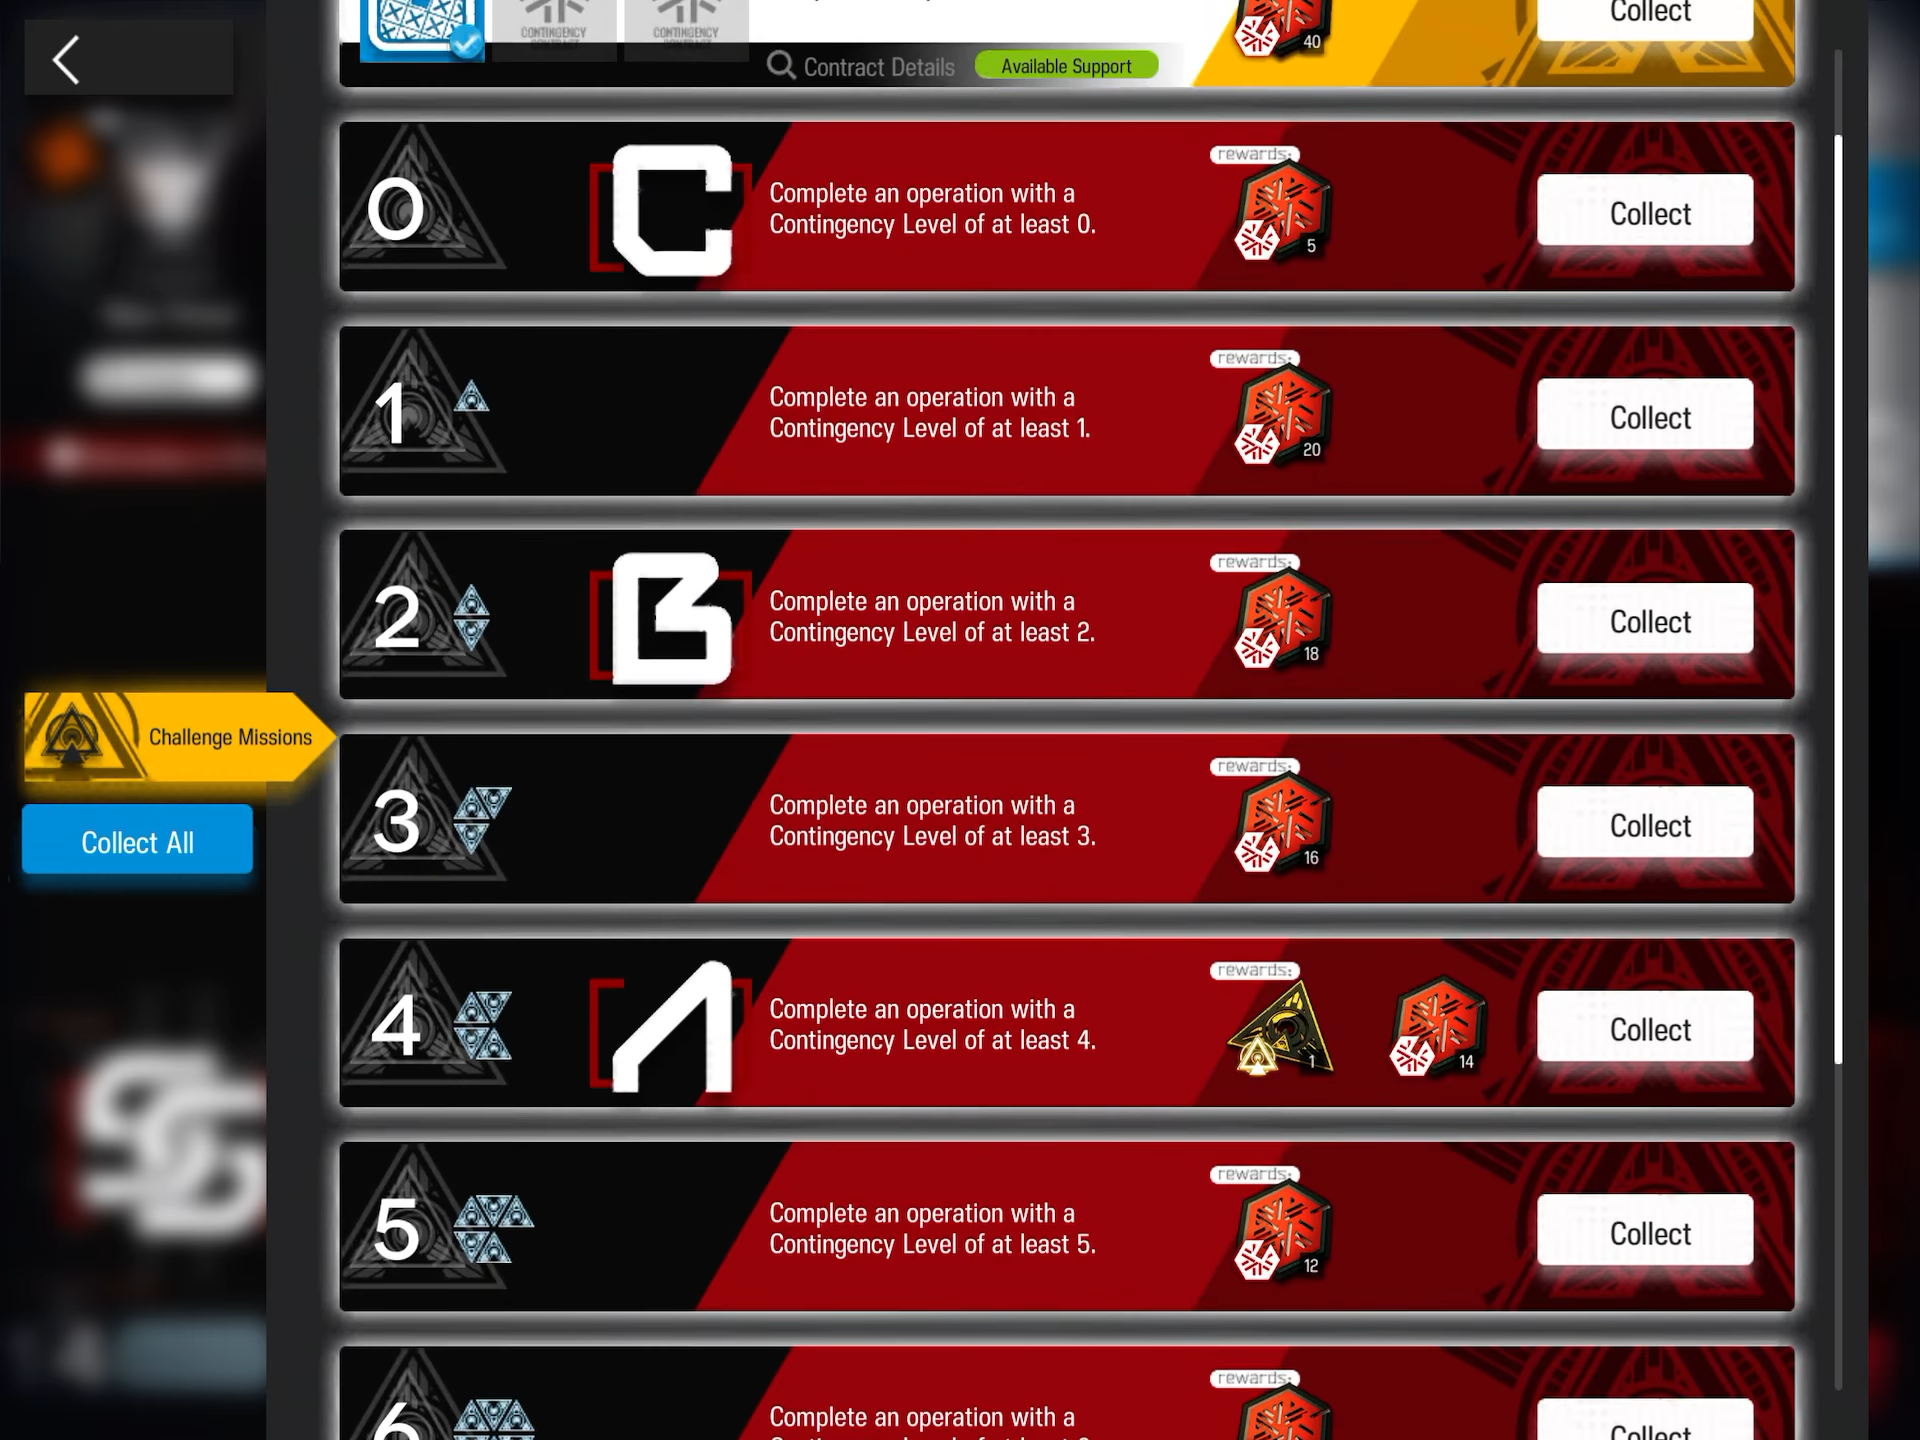 CONTINGENCY
CONTINGENCY
40
Collect
Contract Details
Available Support
0
C
Complete an operation with a
Contingency Level of at least 0.
rewards:
5
Collect
1
Complete an operation with a
Contingency Level of at least 1.
rewards:
20
Collect
2
B
Complete an operation with a
Contingency Level of at least 2.
rewards:
18
Collect
Challenge Missions
3
Complete an operation with a
Contingency Level of at least 3.
rewards:
16
Collect
Collect All
4
A
Complete an operation with a
Contingency Level of at least 4.
rewards:
1
14
Collect
5
Complete an operation with a
Contingency Level of at least 5.
rewards:
12
Collect
6
Complete an operation with a
rewards:
Collect